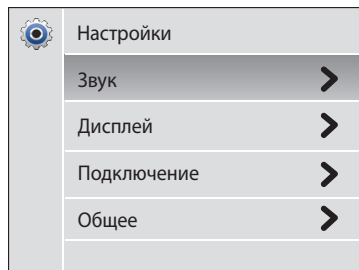 Настройки
Звук
Дисплей
Подключение
Общее